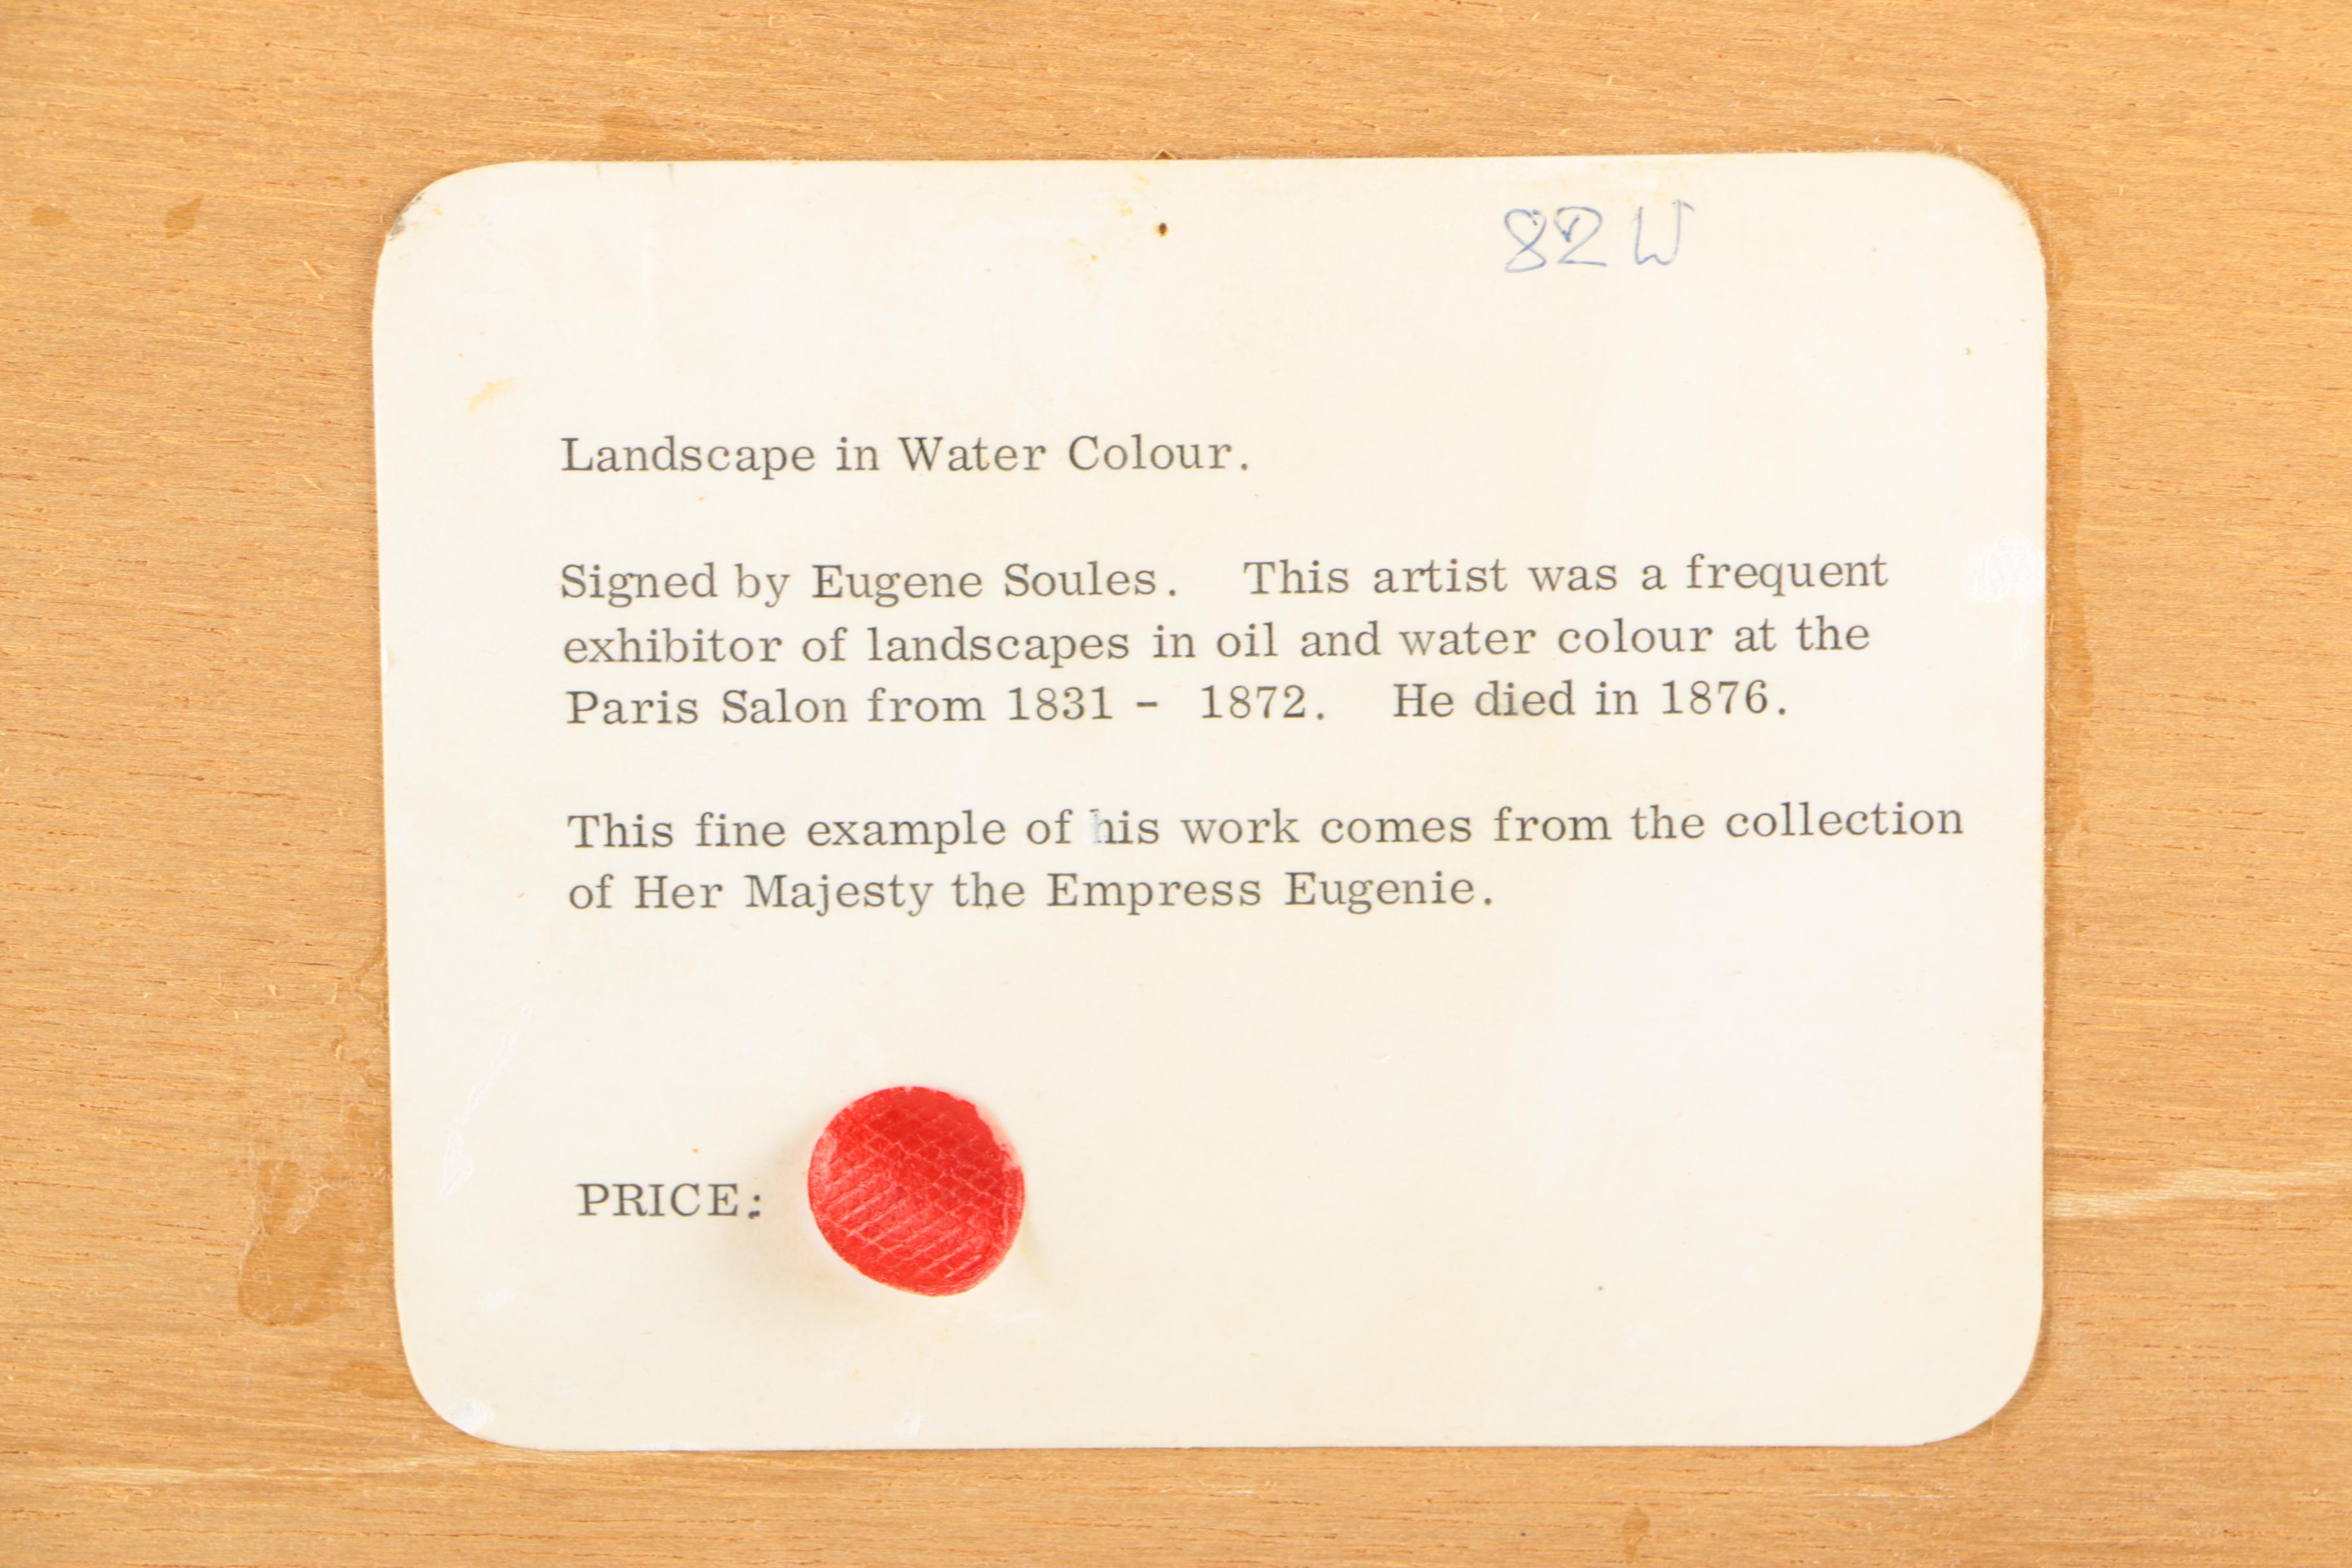 82W
Landscape in Water Colour.
Signed by Eugene Soules. This artist was a frequent
exhibitor of landscapes in oil and water colour at the
Paris Salon from 1831 - 1872. He died in 1876.
This fine example of his work comes from the collection
of Her Majesty the Empress Eugenie.
PRICE: